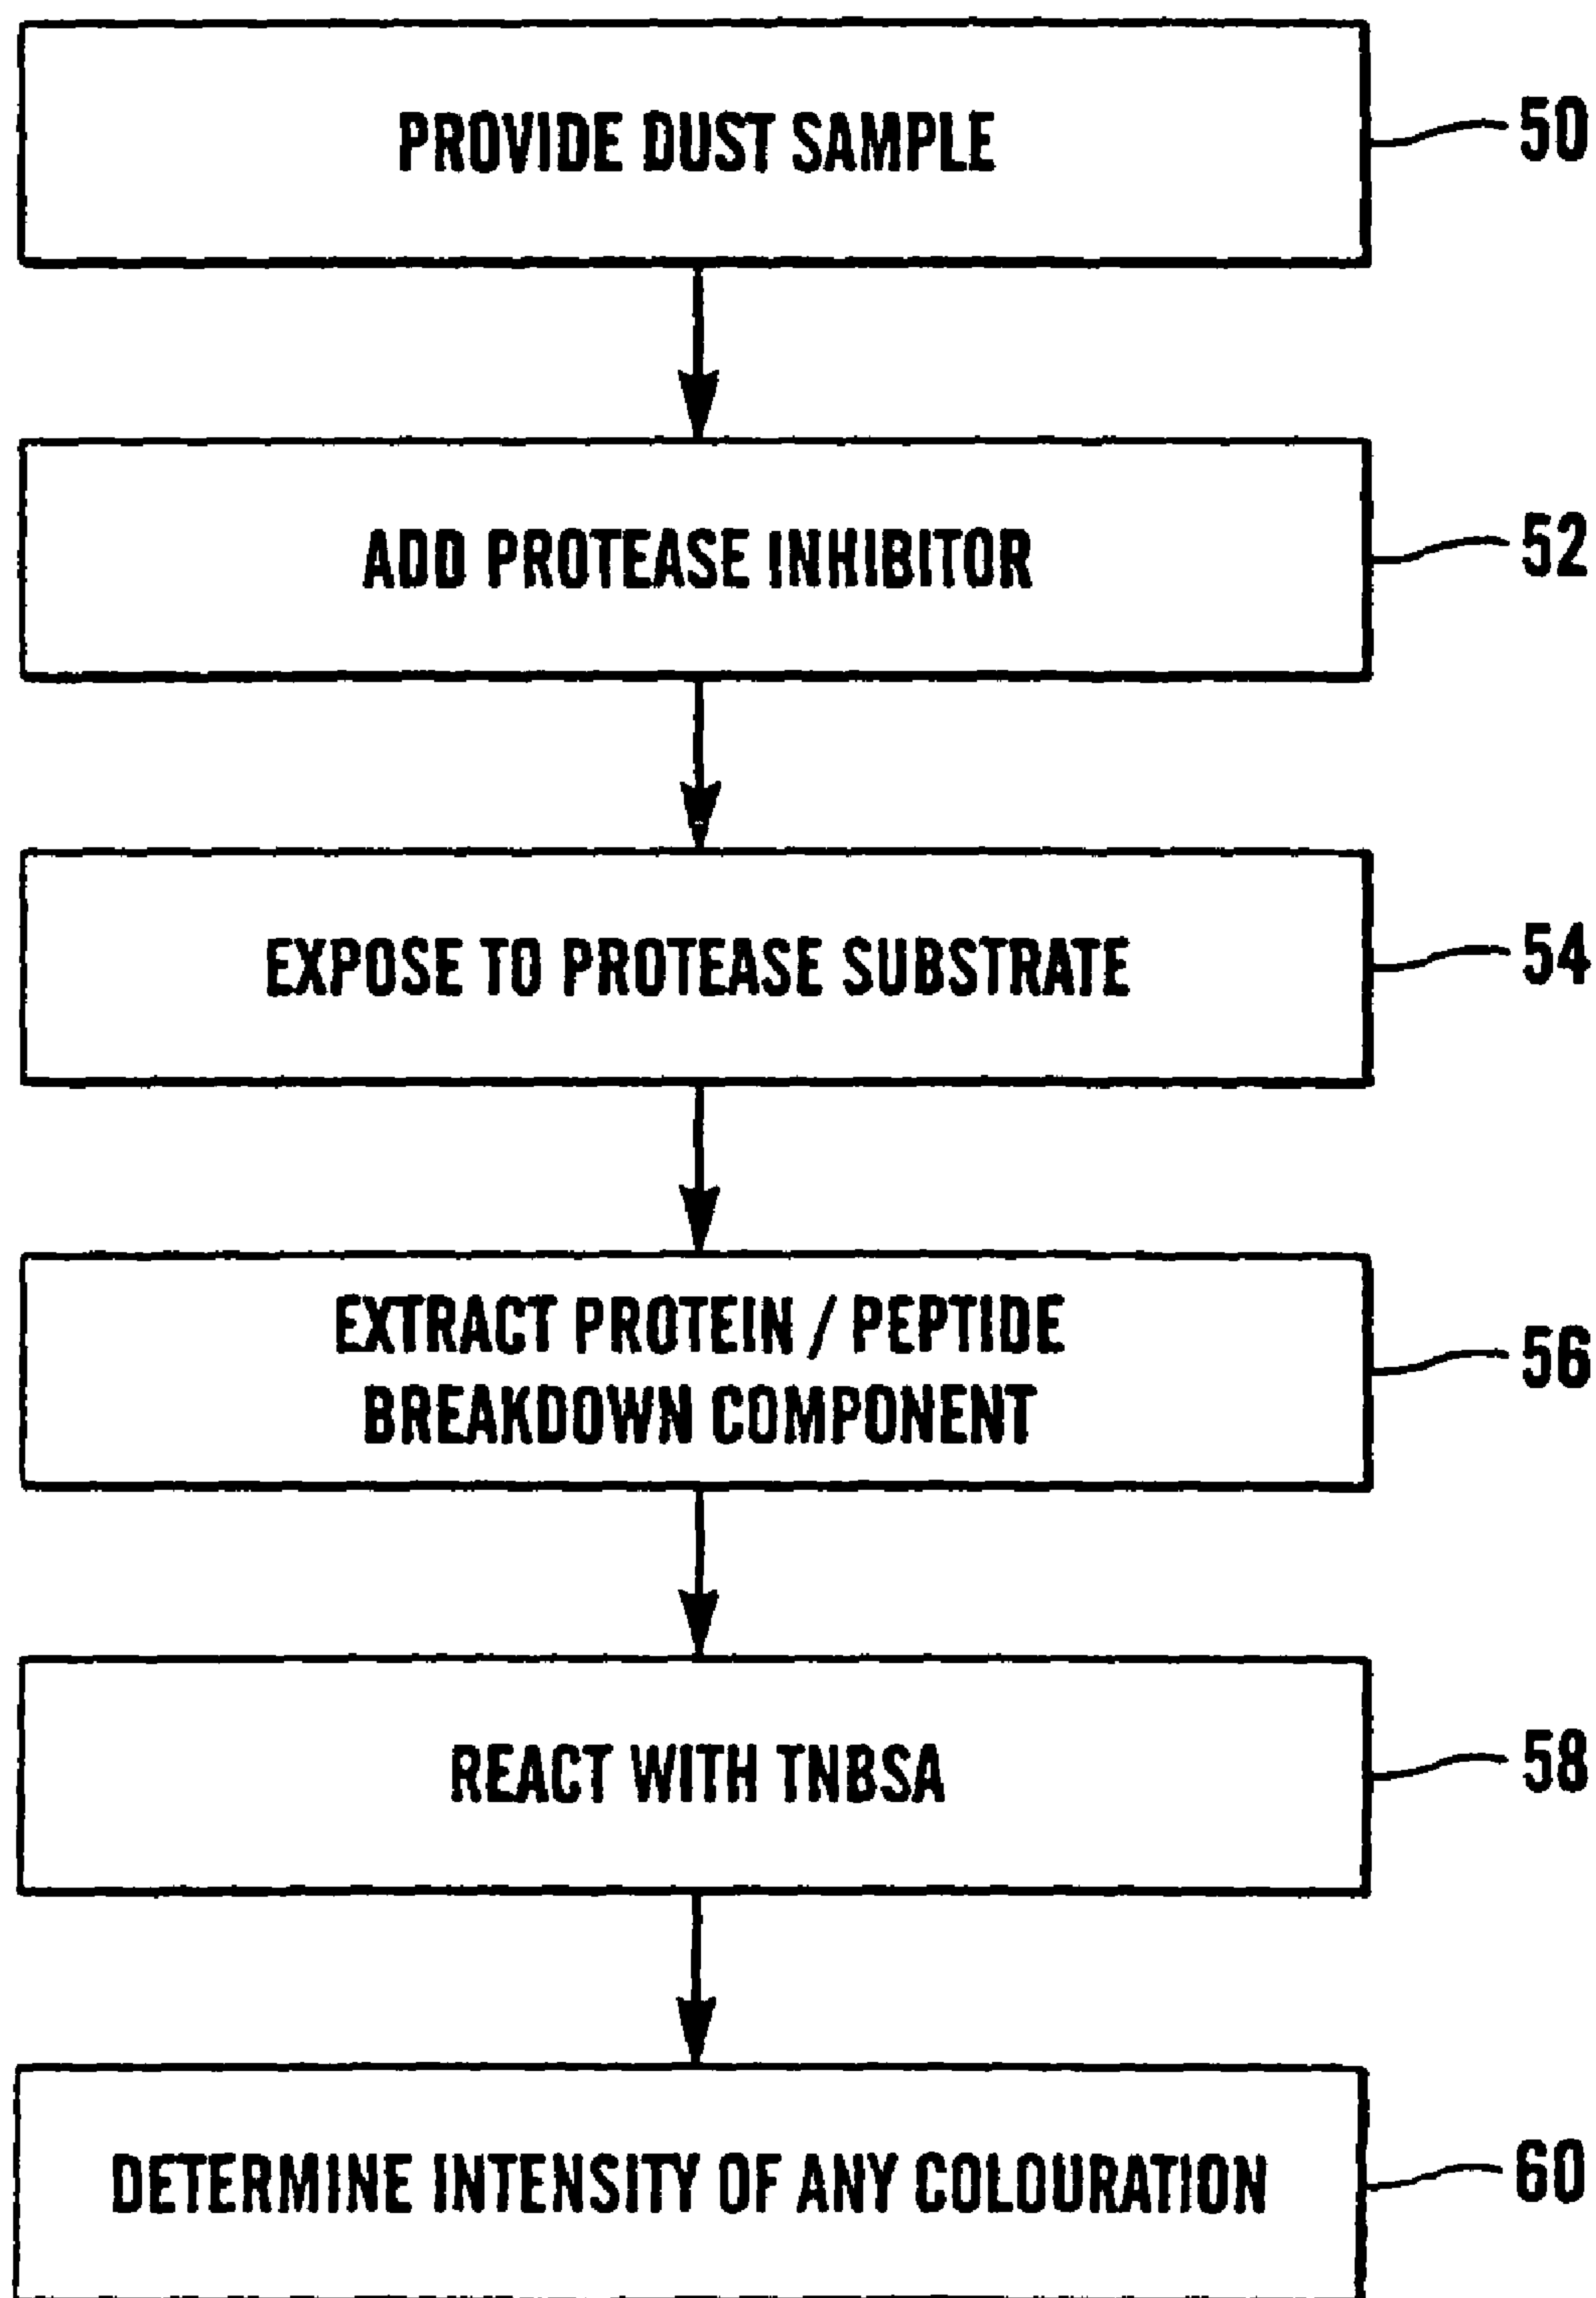 PROVIDE DUST SAMPLE
50
ADD PROTEASE INHIBITOR
52
EXPOSE TO PROTEASE SUBSTRATE
54
EXTRACT PROTEIN / PEPTIDE
BREAKDOWN COMPONENT
56
REACT WITH TNBSA
58
DETERMINE INTENSITY OF ANY COLOURATION
60